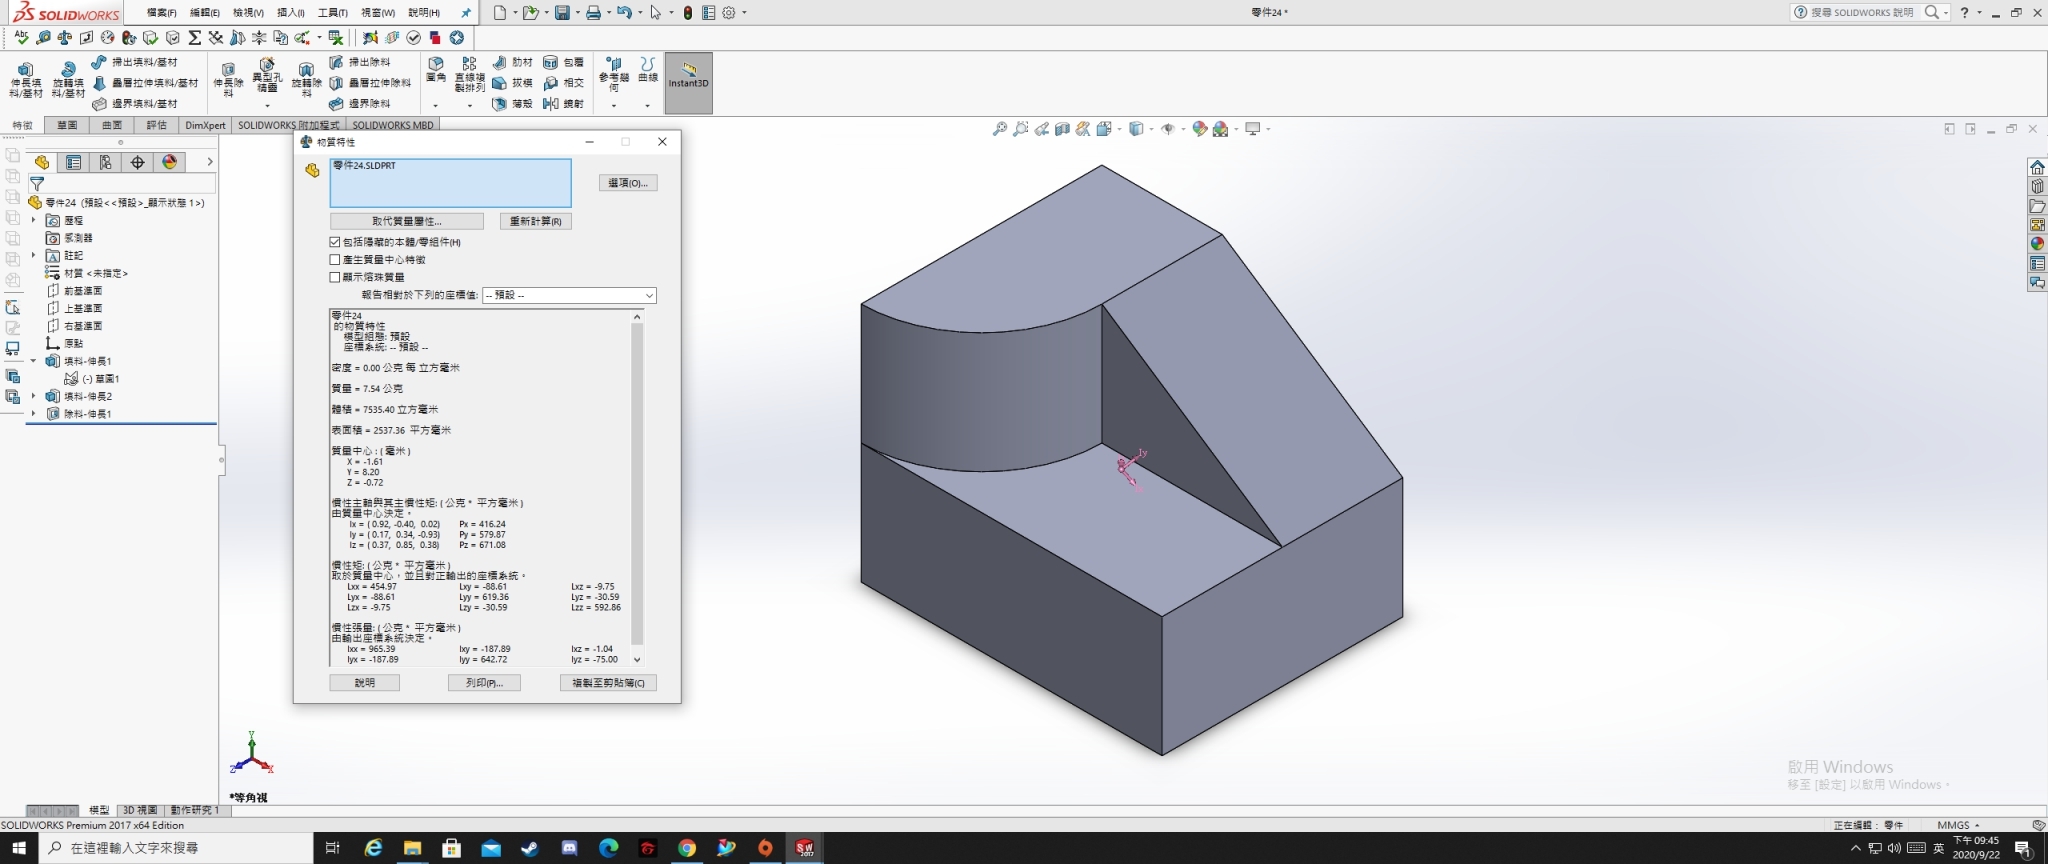 SOLIDWORKS
檔案(F) 編輯(E) 檢視(V) 插入(I) 工具(T) 視窗(W) 說明(H)
零件24 *
搜尋 SOLIDWORKS 說明
伸長填料/基材
旋轉填料/基材
掃出填料/基材
疊層拉伸填料/基材
邊界填料/基材
伸長除料
異型孔精靈
旋轉除料
掃出除料
疊層拉伸除料
邊界除料
圓角
直線複製排列
肋材
拔模
薄殼
包覆
相交
鏡射
參考幾何
曲線
Instant3D
特徵 草圖 曲面 評估 DimXpert SOLIDWORKS 附加程式 SOLIDWORKS MBD
零件24 (預設<<預設>_顯示狀態 1>)
歷程
感測器
註記
材質 <未指定>
前基準面
上基準面
右基準面
原點
填料-伸長1
(-) 草圖1
填料-伸長2
除料-伸長1
物質特性
零件24.SLDPRT
選項(O)...
取代質量屬性...
重新計算(R)
包括隱藏的本體/零組件(H)
產生質量中心特徵
顯示熔珠質量
報告相對於下列的座標值: -- 預設 --
零件24
的物質特性
模型組態: 預設
座標系統: -- 預設 --
密度 = 0.00 公克 每 立方毫米
質量 = 7.54 公克
體積 = 7535.40 立方毫米
表面積 = 2537.36 平方毫米
質量中心 : ( 毫米 )
X = -1.61
Y = 8.20
Z = -0.72
慣性主軸與其主慣性矩: ( 公克 * 平方毫米 )
由質量中心決定。
Ix = ( 0.92, -0.40, 0.02) Px = 416.24
Iy = ( 0.17, 0.34, -0.93) Py = 579.87
Iz = ( 0.37, 0.85, 0.38) Pz = 671.08
慣性矩: ( 公克 * 平方毫米 )
取於質量中心，並且對正輸出的座標系統。
Lxx = 454.97 Lxy = -88.61 Lxz = -9.75
Lyx = -88.61 Lyy = 619.36 Lyz = -30.59
Lzx = -9.75 Lzy = -30.59 Lzz = 592.86
慣性張量: ( 公克 * 平方毫米 )
由輸出座標系統決定。
Ixx = 965.39 Ixy = -187.89 Ixz = -1.04
Iyx = -187.89 Iyy = 642.72 Iyz = -75.00
說明 列印(P)... 複製至剪貼簿(C)
Iy
Y
Z X
*等角視
啟用 Windows
移至 [設定] 以啟用 Windows。
模型 3D 視圖 動作研究 1
SOLIDWORKS Premium 2017 x64 Edition
正在編輯： 零件
MMGS
在這裡輸入文字來搜尋
英
下午 09:45
2020/9/22